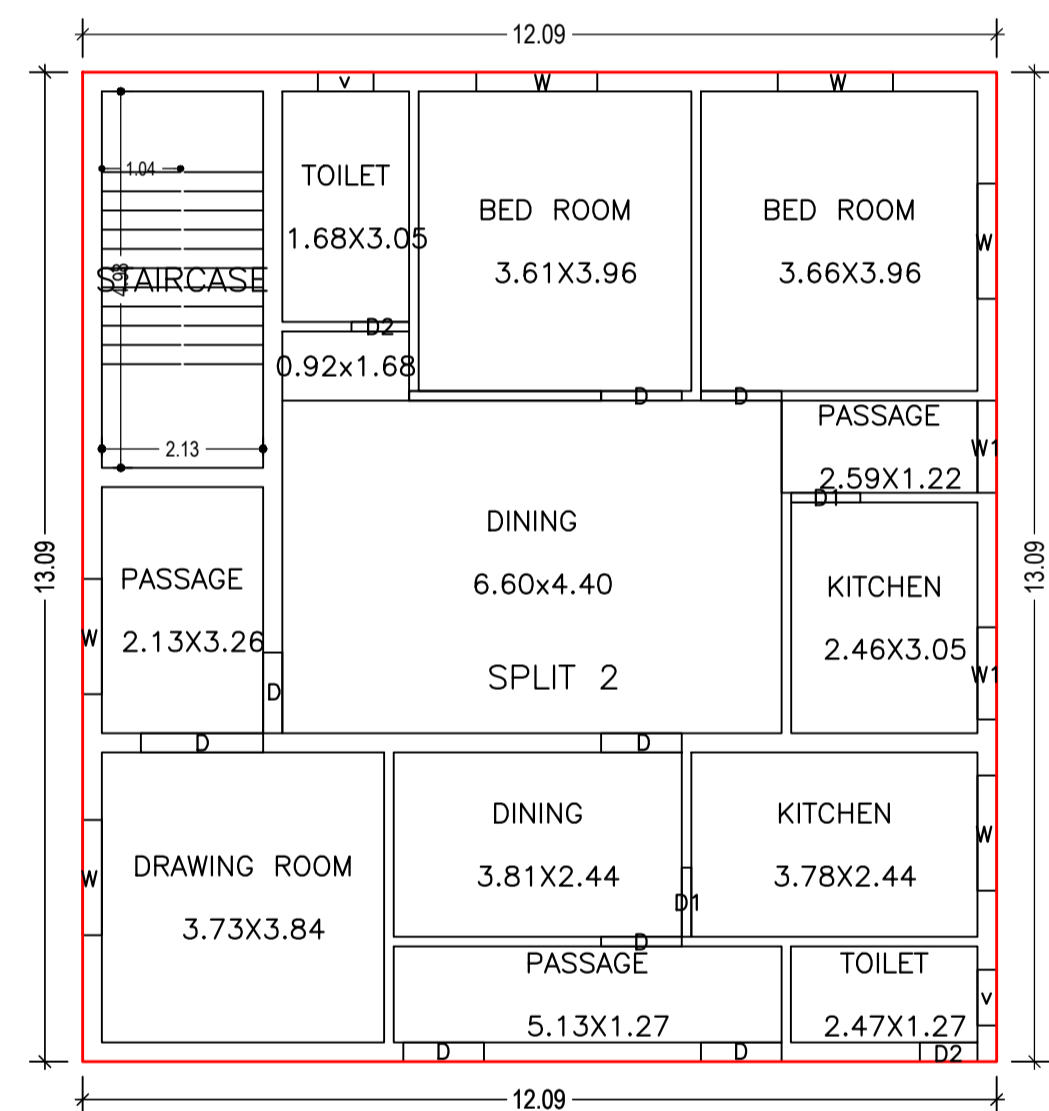 12.09
V
W
W
1.04
TOILET
1.68X3.05
BED ROOM
3.61X3.96
BED ROOM
3.66X3.96
W
STAIRCASE
D2
0.92x1.68
D
D
PASSAGE
2.59X1.22
W1
2.13
D1
DINING
6.60x4.40
SPLIT 2
13.09
13.09
PASSAGE
2.13X3.26
W
KITCHEN
2.46X3.05
W1
D
D
D
DINING
3.81X2.44
KITCHEN
3.78X2.44
W
DRAWING ROOM
3.73X3.84
W
D1
D
PASSAGE
5.13X1.27
TOILET
2.47X1.27
V
D
D
D2
12.09